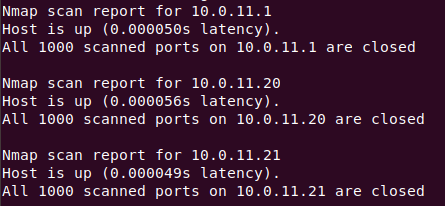 Nmap scan report for 10.0.11.1
Host is up (0.000050s latency).
All 1000 scanned ports on 10.0.11.1 are closed
Nmap scan report for 10.0.11.20
Host is up (0.000056s latency).
All 1000 scanned ports on 10.0.11.20 are closed
Nmap scan report for 10.0.11.21
Host is up (0.000049s latency).
All 1000 scanned ports on 10.0.11.21 are closed